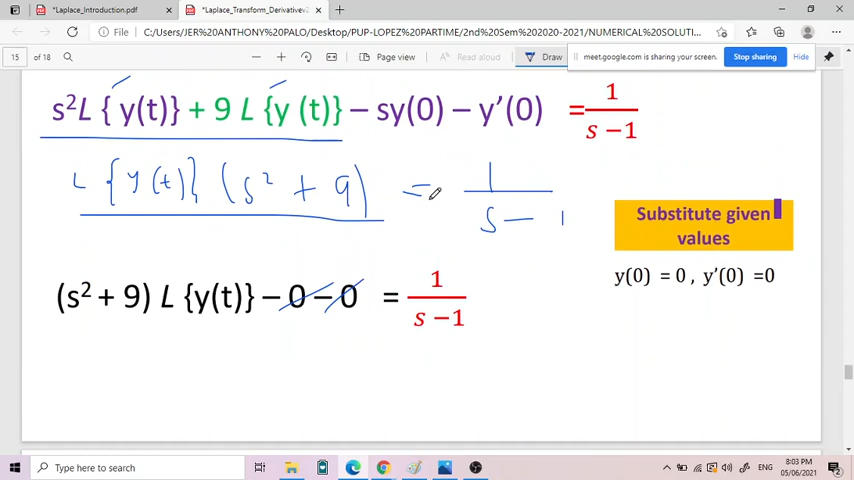 Laplace_Introduction.pdf
Laplace_Transform_Derivativev2
File
C:/Users/JER%20ANTHONY%20PALO/Desktop/PUP-LOPEZ%20PARTIME/2nd%20Sem%202020-2021/NUMERICAL%20SOLUTI...
15 of 18
Page view
Read aloud
Draw
meet.google.com is sharing your screen.
Stop sharing
Hide
s²L { y(t)} + 9 L {y (t)} – sy(0) – y’(0) = 1/(s – 1)
L {y(t)} (s² + 9) = 1/(s – 1)
Substitute given
values
y(0) = 0 , y’(0) =0
(s² + 9) L {y(t)} – 0 – 0 = 1/(s – 1)
Type here to search
ENG
8:03 PM
05/06/2021
2